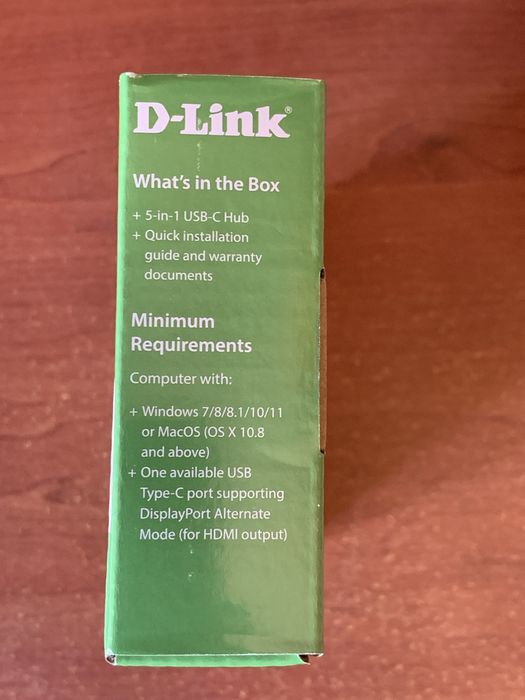 D-Link®
What's in the Box
+ 5-in-1 USB-C Hub
+ Quick installation
guide and warranty
documents
Minimum
Requirements
Computer with:
+ Windows 7/8/8.1/10/11
or MacOS (OS X 10.8
and above)
+ One available USB
Type-C port supporting
DisplayPort Alternate
Mode (for HDMI output)